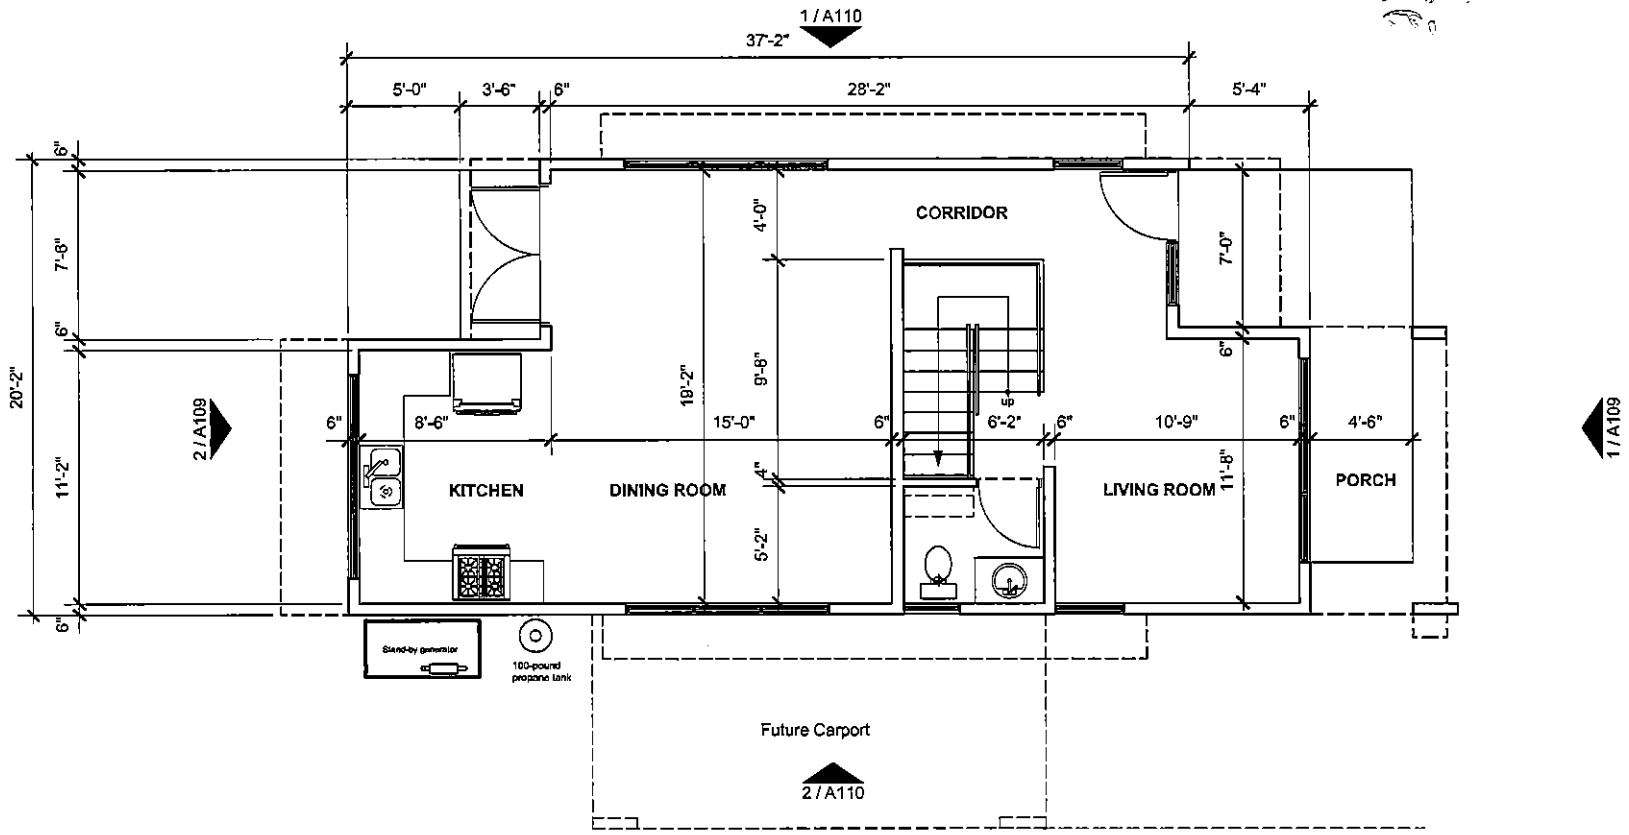 1 / A110
37'-2"
5'-0" 3'-6" 6" 28'-2" 5'-4"
6"
4'-0"
CORRIDOR
7'-6"
7'-0"
6"
6"
20'-2"
9'-8"
19'-2"
up
2 / A109
6" 8'-6" 15'-0" 6" 6'-2" 6" 10'-9" 6" 4'-6"
1 / A109
11'-2"
4"
11'-8"
KITCHEN DINING ROOM LIVING ROOM PORCH
5'-2"
6"
Stand-by generator
100-pound
propane tank
Future Carport
2 / A110